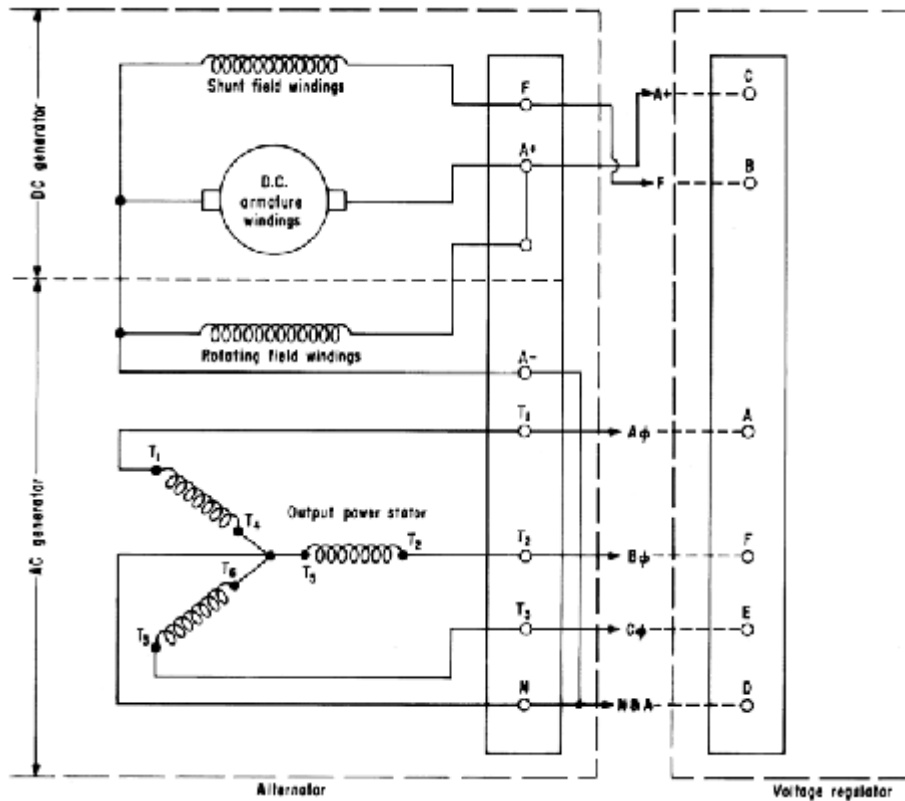 Shunt field windings
F
C
A+
A+
B
F
D.C.
armature
windings
DC generator
Rotating field windings
A-
T1
Aϕ
A
T1
T4
Output power stator
T2
T5
T2
Bϕ
F
T6
T3
Cϕ
E
T3
N
N&A
D
AC generator
Alternator
Voltage regulator